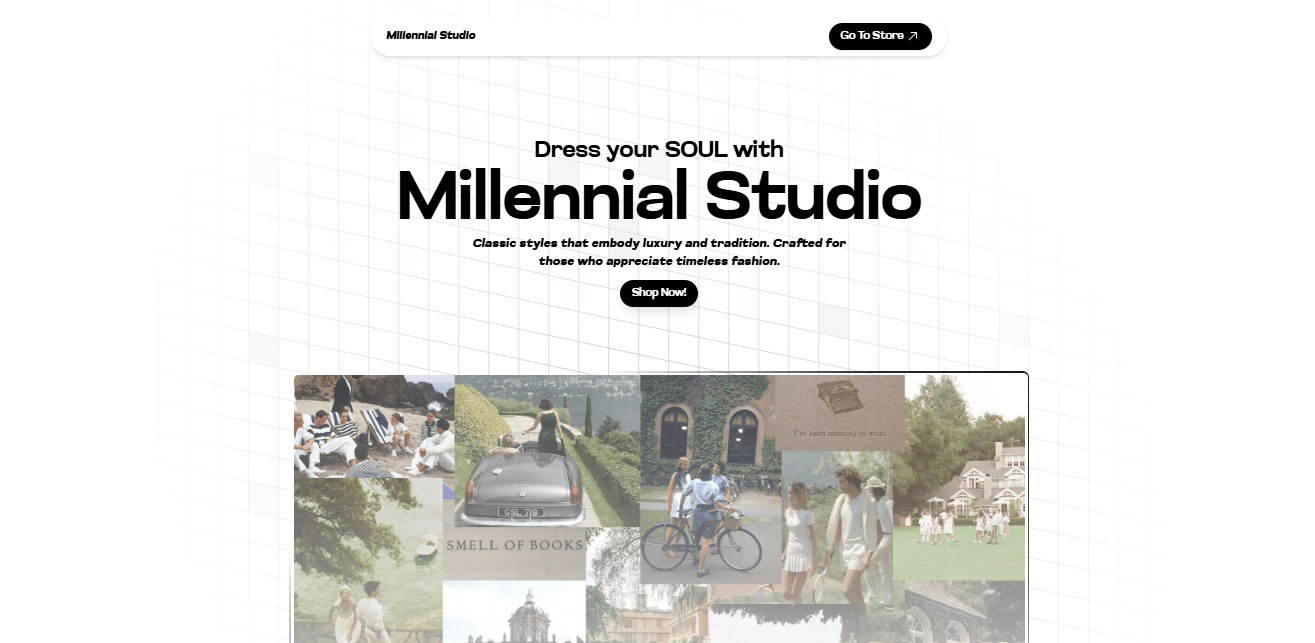 Millennial Studio
Go To Store
Dress your SOUL with
Millennial Studio
Classic styles that embody luxury and tradition. Crafted for
those who appreciate timeless fashion.
Shop Now!
I've been meaning to write.
GSL 719
SMELL OF BOOKS